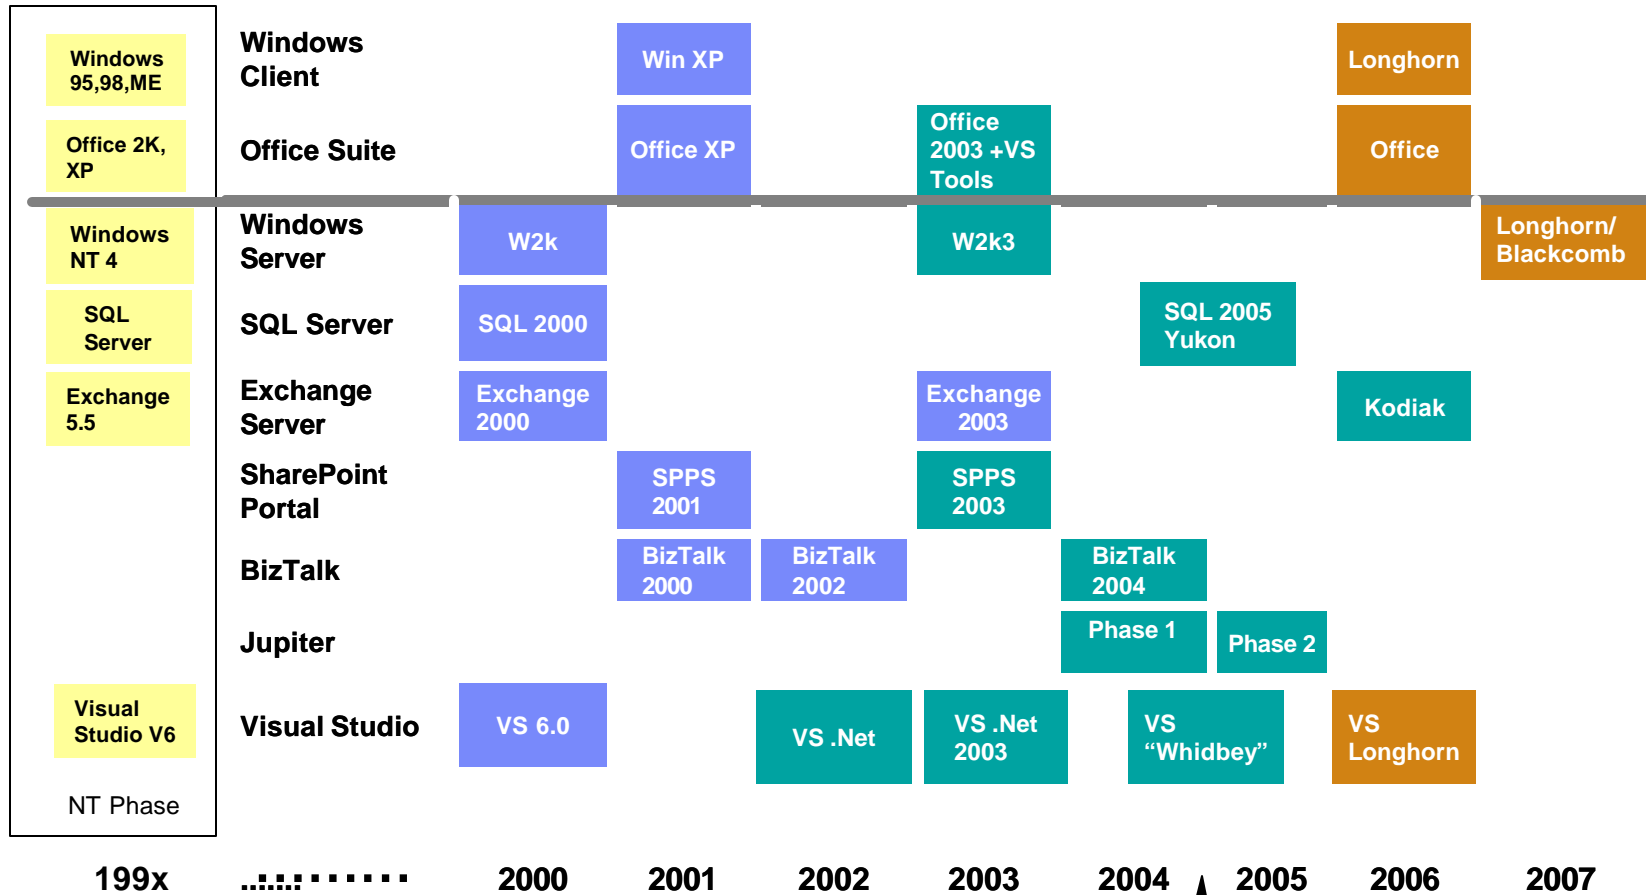 Windows
95,98,ME
Windows
Client
Win XP
Longhorn
Office 2K,
XP
Office Suite
Office XP
Office
2003 +VS
Tools
Office
Windows
NT 4
Windows
Server
W2k
W2k3
Longhorn/
Blackcomb
SQL
Server
SQL Server
SQL 2000
SQL 2005
Yukon
Exchange
5.5
Exchange
Server
Exchange
2000
Exchange
2003
Kodiak
SharePoint
Portal
SPPS
2001
SPPS
2003
BizTalk
BizTalk
2000
BizTalk
2002
BizTalk
2004
Jupiter
Phase 1
Phase 2
Visual
Studio V6
Visual Studio
VS 6.0
VS .Net
VS .Net
2003
VS
“Whidbey”
VS
Longhorn
NT Phase
199x
2000
2001
2002
2003
2004
2005
2006
2007